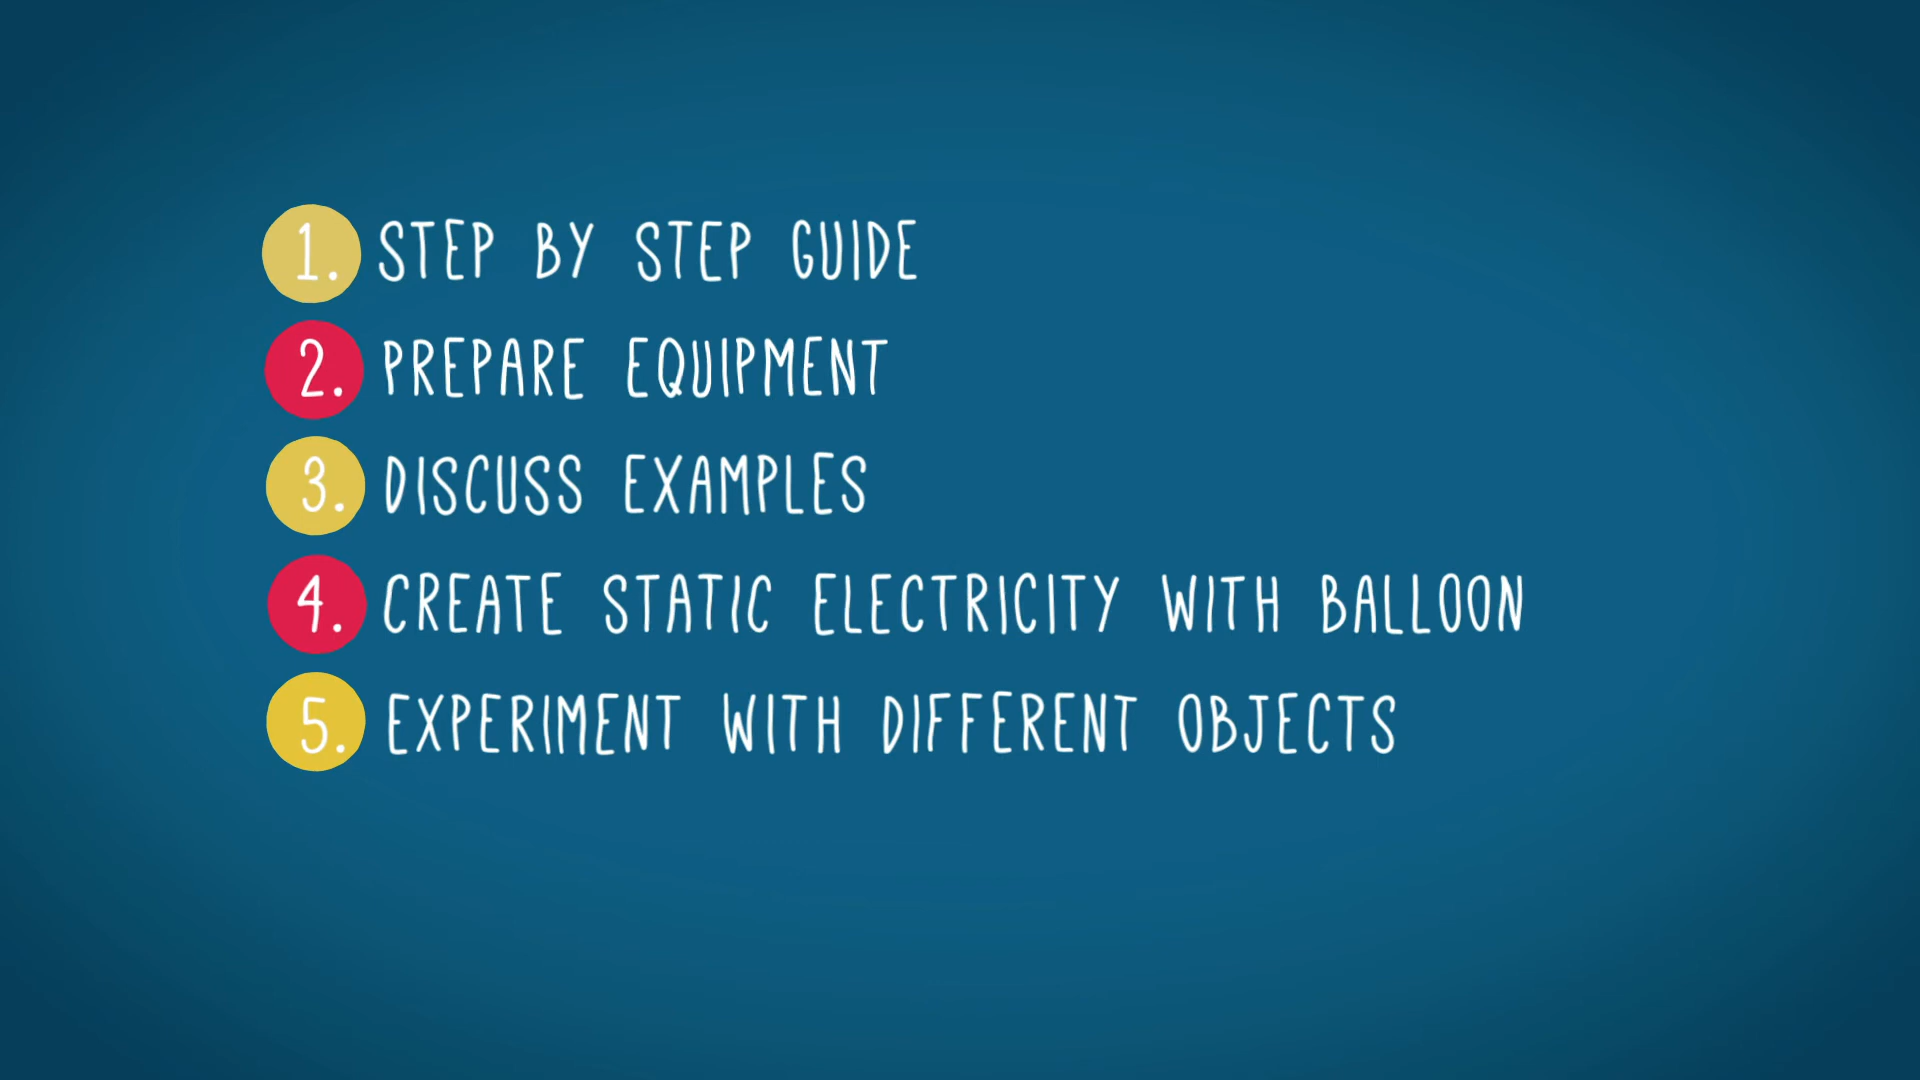 1. STEP BY STEP GUIDE
2. PREPARE EQUIPMENT
3. DISCUSS EXAMPLES
4. CREATE STATIC ELECTRICITY WITH BALLOON
5. EXPERIMENT WITH DIFFERENT OBJECTS